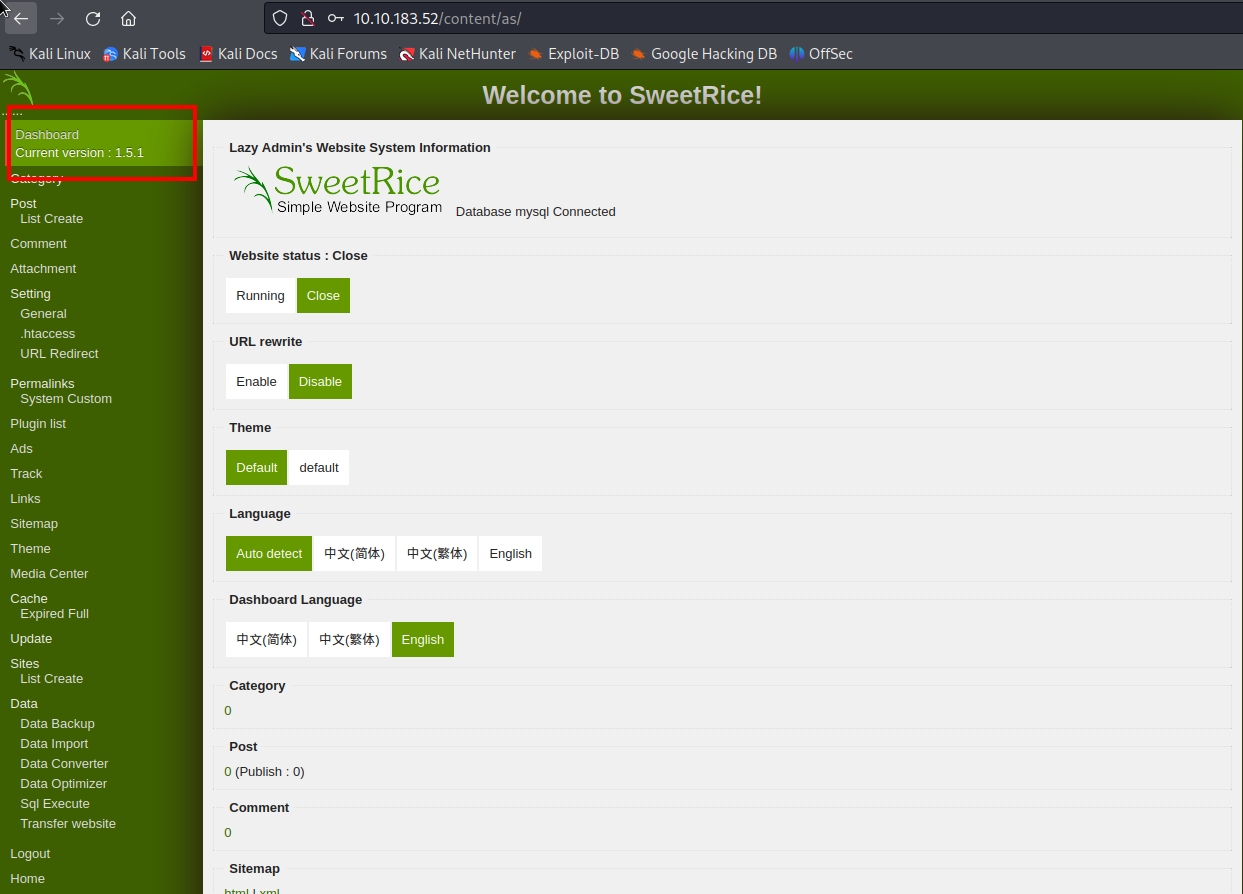 10.10.183.52/content/as/
Kali Linux Kali Tools Kali Docs Kali Forums Kali NetHunter Exploit-DB Google Hacking DB OffSec
Welcome to SweetRice!
......
Dashboard
Current version : 1.5.1
Category
Post
List Create
Comment
Attachment
Setting
General
.htaccess
URL Redirect
Permalinks
System Custom
Plugin list
Ads
Track
Links
Sitemap
Theme
Media Center
Cache
Expired Full
Update
Sites
List Create
Data
Data Backup
Data Import
Data Converter
Data Optimizer
Sql Execute
Transfer website
Logout
Home
Lazy Admin's Website System Information
SweetRice
Simple Website Program Database mysql Connected
Website status : Close
Running Close
URL rewrite
Enable Disable
Theme
Default default
Language
Auto detect 中文(简体) 中文(繁体) English
Dashboard Language
中文(简体) 中文(繁体) English
Category
0
Post
0 (Publish : 0)
Comment
0
Sitemap
html | xml